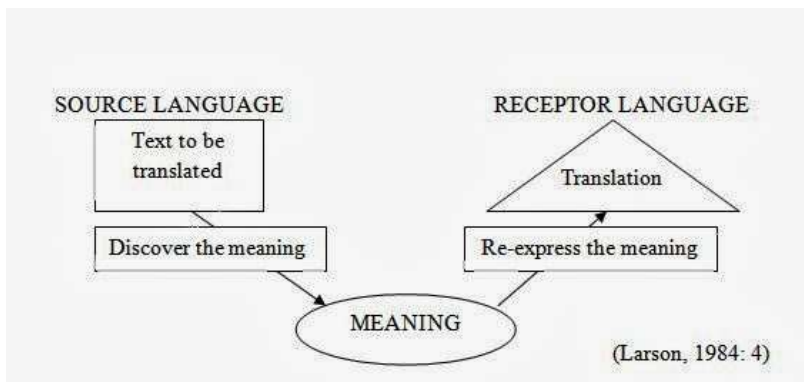 SOURCE LANGUAGE
RECEPTOR LANGUAGE
Text to be
translated
Translation
Discover the meaning
Re-express the meaning
MEANING
(Larson, 1984: 4)